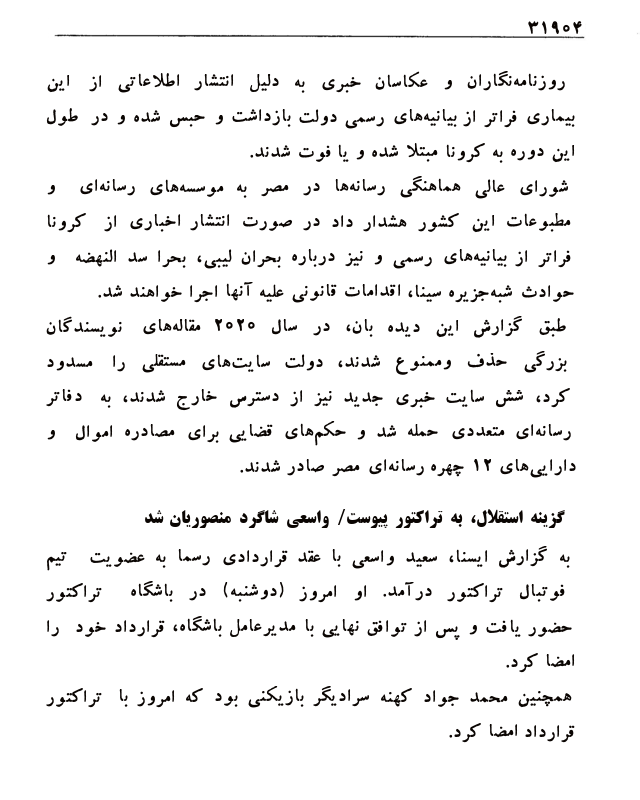 ۳۱۹۰۴
روزنامه‌نگاران و عکاسان خبری به دلیل انتشار اطلاعاتی از این
بیماری فراتر از بیانیه‌های رسمی دولت بازداشت و حبس شده و در طول
این دوره به کرونا مبتلا شده و یا فوت شدند.
شورای عالی هماهنگی رسانه‌ها در مصر به موسسه‌های رسانه‌ای و
مطبوعات این کشور هشدار داد در صورت انتشار اخباری از کرونا
فراتر از بیانیه‌های رسمی و نیز درباره بحران لیبی، بحرا سد النهضه و
حوادث شبه‌جزیره سینا، اقدامات قانونی علیه آنها اجرا خواهند شد.
طبق گزارش این دیده بان، در سال ۲۰۲۰ مقاله‌های نویسندگان
بزرگی حذف وممنوع شدند، دولت سایت‌های مستقلی را مسدود
کرد، شش سایت خبری جدید نیز از دسترس خارج شدند، به دفاتر
رسانه‌ای متعددی حمله شد و حکم‌های قضایی برای مصادره اموال و
دارایی‌های ۱۲ چهره رسانه‌ای مصر صادر شدند.
گزینه استقلال، به تراکتور پیوست/ واسعی شاگرد منصوریان شد
به گزارش ایسنا، سعید واسعی با عقد قراردادی رسما به عضویت تیم
فوتبال تراکتور درآمد. او امروز (دوشنبه) در باشگاه تراکتور
حضور یافت و پس از توافق نهایی با مدیرعامل باشگاه، قرارداد خود را
امضا کرد.
همچنین محمد جواد کهنه سرادیگر بازیکنی بود که امروز با تراکتور
قرارداد امضا کرد.